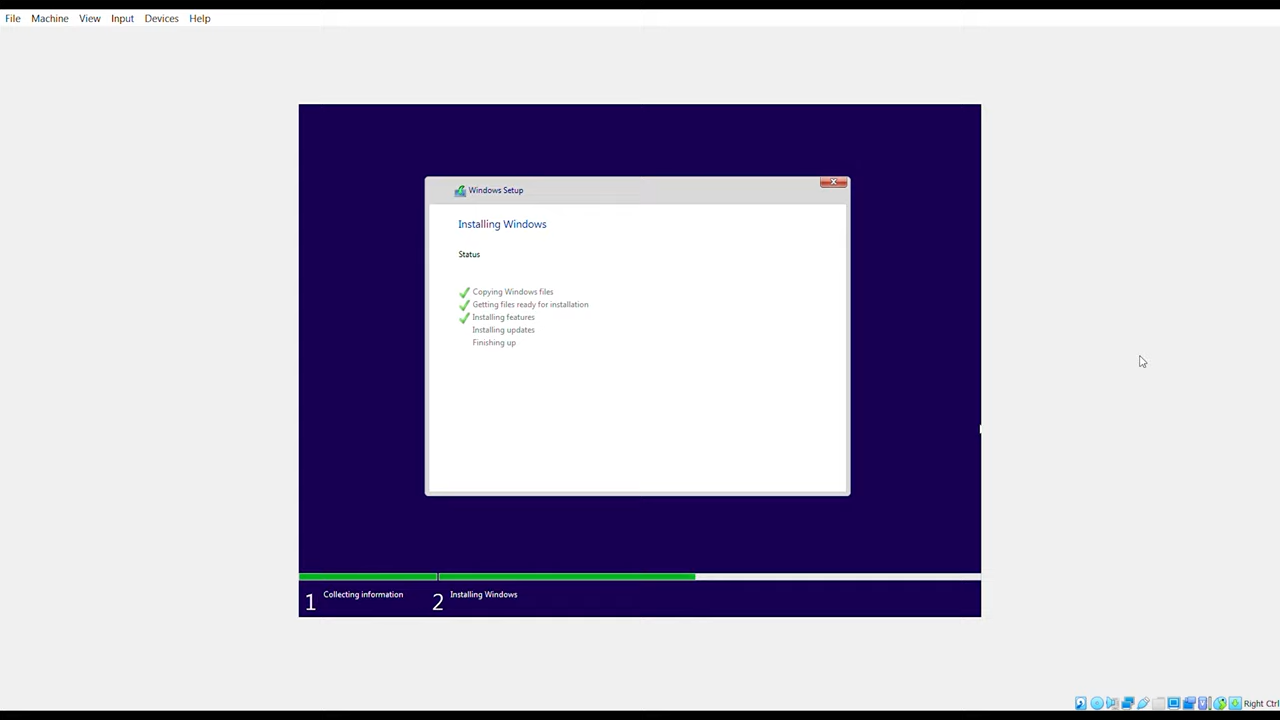 File Machine View Input Devices Help
Windows Setup
Installing Windows
Status
Copying Windows files
Getting files ready for installation
Installing features
Installing updates
Finishing up
1 Collecting information 2 Installing Windows
Right Ctrl